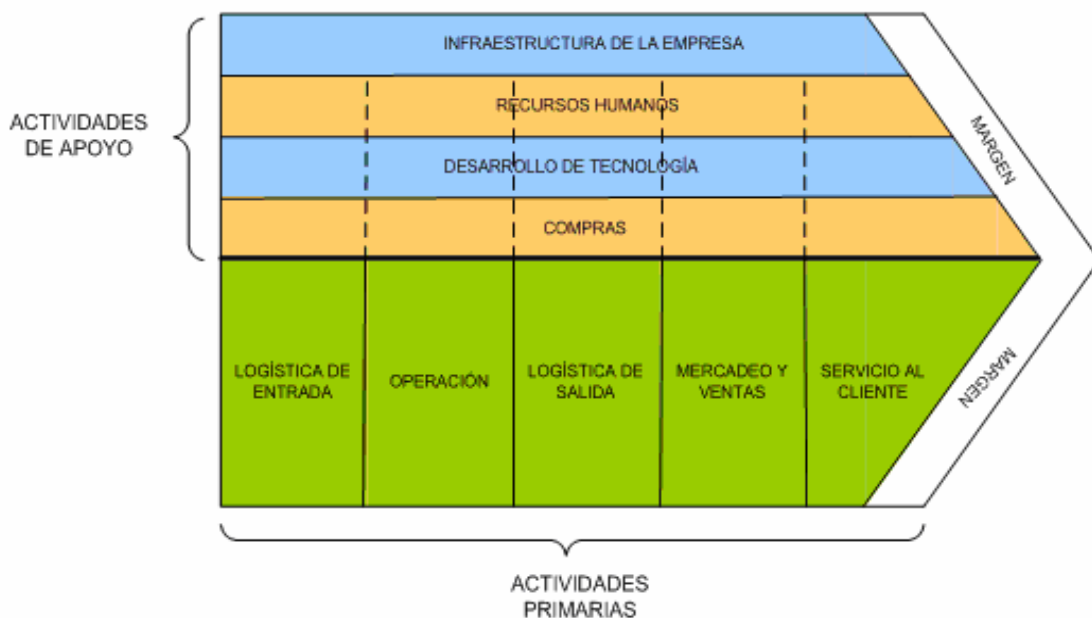 INFRAESTRUCTURA DE LA EMPRESA
RECURSOS HUMANOS
ACTIVIDADES
DE APOYO
DESARROLLO DE TECNOLOGÍA
COMPRAS
MARGEN
LOGÍSTICA DE
ENTRADA
OPERACIÓN
LOGÍSTICA DE
SALIDA
MERCADEO Y
VENTAS
SERVICIO AL
CLIENTE
MARGEN
ACTIVIDADES
PRIMARIAS